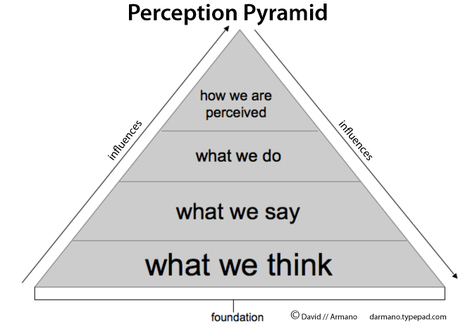 Perception Pyramid
how we are
perceived
influences
influences
what we do
what we say
what we think
foundation
© David // Armano darmano.typepad.com